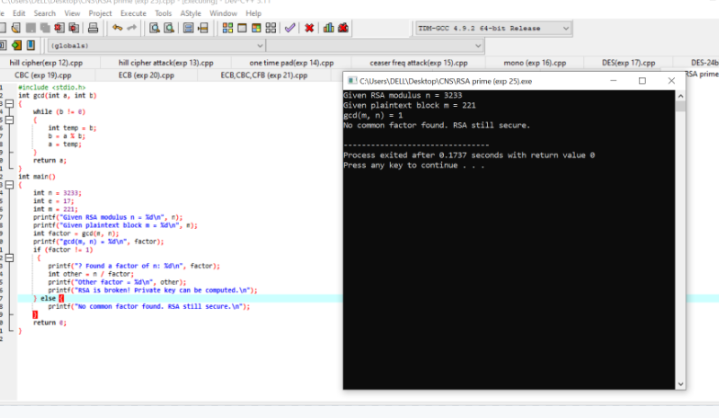 C:\Users\DELL\Desktop\CNS\RSA prime (exp 25).cpp - [Executing] - Dev-C++ 5.11
Edit Search View Project Execute Tools AStyle Window Help
TDM-GCC 4.9.2 64-bit Release
(globals)
hill cipher(exp 12).cpp hill cipher attack(exp 13).cpp one time pad(exp 14).cpp ceaser freq attack(exp 15).cpp mono (exp 16).cpp DES(exp 17).cpp DES-24b
CBC (exp 19).cpp ECB (exp 20).cpp ECB,CBC,CFB (exp 21).cpp RSA prime
#include <stdio.h>
int gcd(int a, int b)
{
while (b != 0)
{
int temp = b;
b = a % b;
a = temp;
}
return a;
}
int main()
{
int n = 3233;
int e = 17;
int m = 221;
printf("Given RSA modulus n = %d\n", n);
printf("Given plaintext block m = %d\n", m);
int factor = gcd(m, n);
printf("gcd(m, n) = %d\n", factor);
if (factor != 1)
{
printf("? Found a factor of n: %d\n", factor);
int other = n / factor;
printf("Other factor = %d\n", other);
printf("RSA is broken! Private key can be computed.\n");
} else {
printf("No common factor found. RSA still secure.\n");
}
return 0;
}
C:\Users\DELL\Desktop\CNS\RSA prime (exp 25).exe
Given RSA modulus n = 3233
Given plaintext block m = 221
gcd(m, n) = 1
No common factor found. RSA still secure.
--------------------------------
Process exited after 0.1737 seconds with return value 0
Press any key to continue . . .